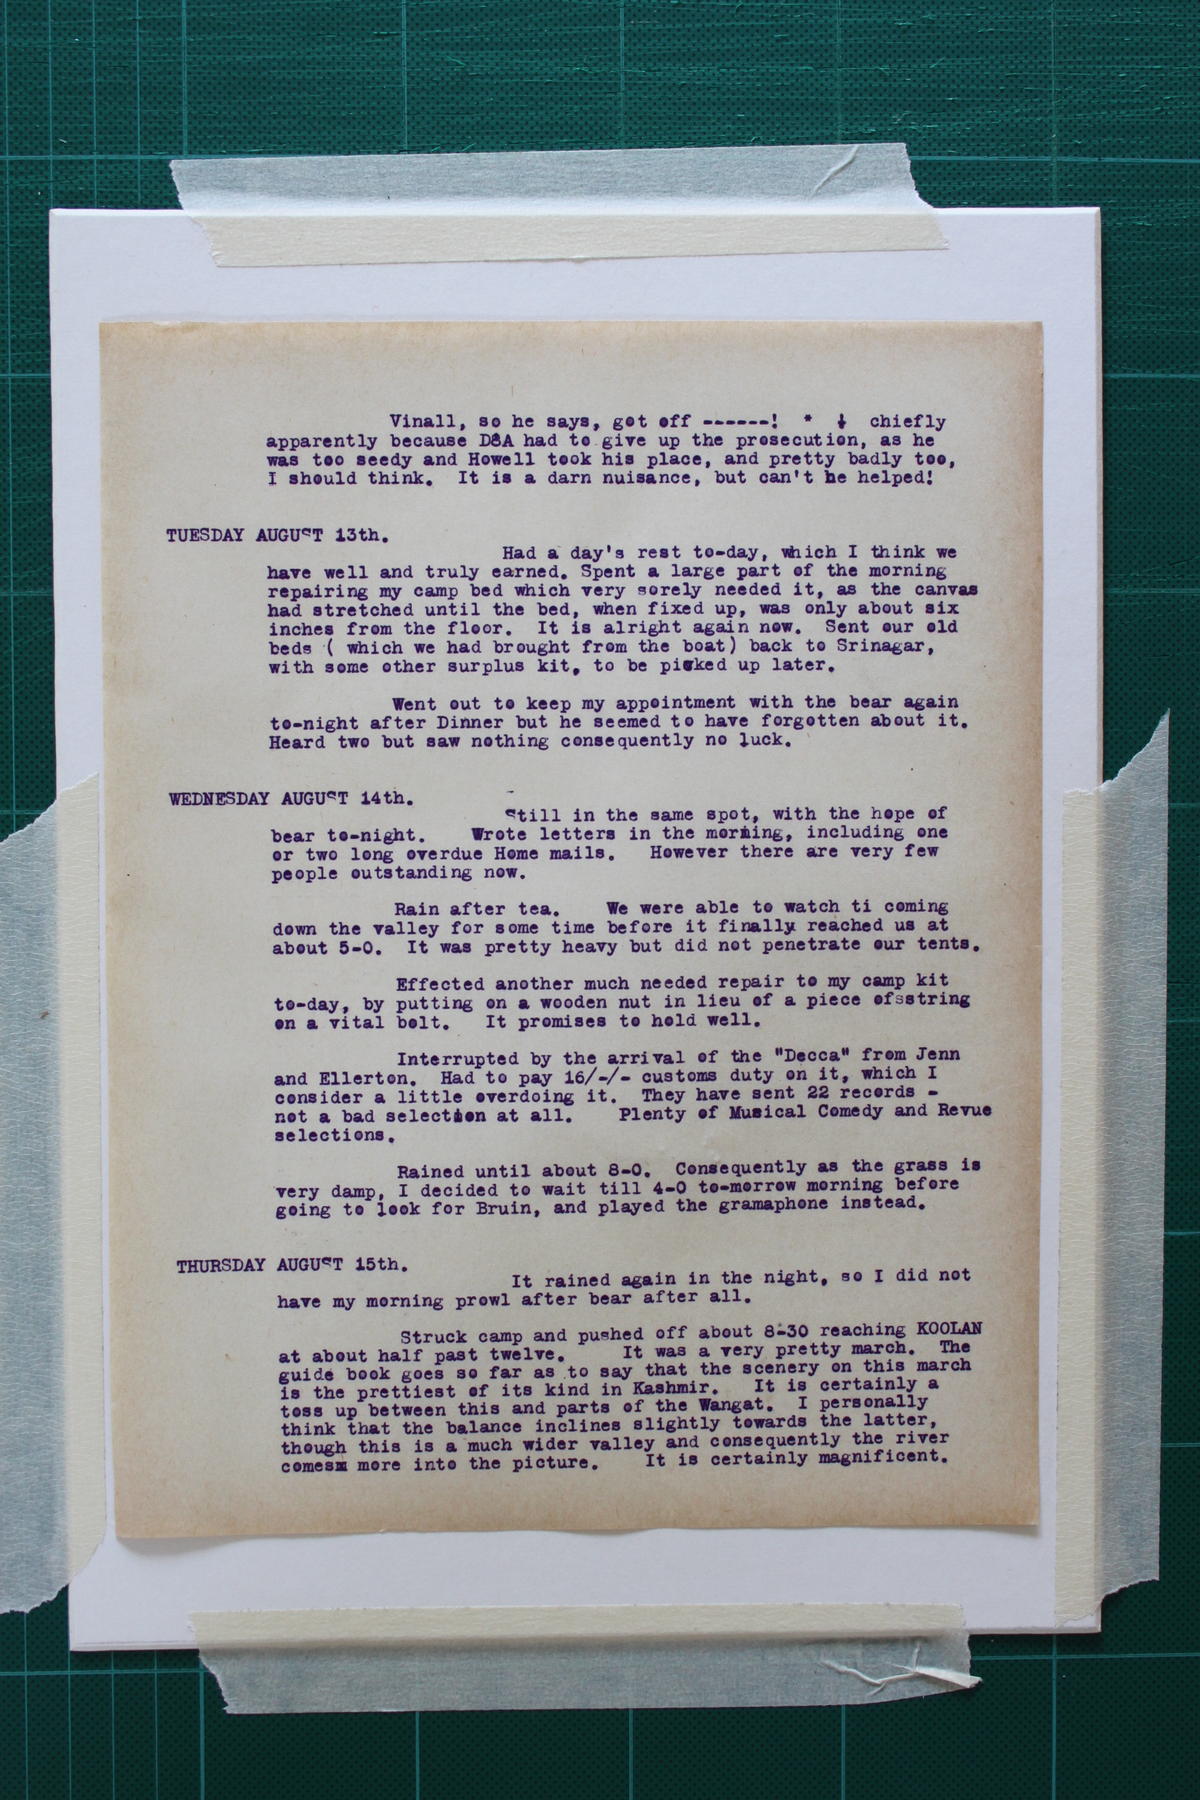 Vinall, so he says, got off ------! * ↓ chiefly
apparently because D&A had to give up the prosecution, as he
was too seedy and Howell took his place, and pretty badly too,
I should think. It is a darn nuisance, but can't be helped!
TUESDAY AUGUST 13th.
Had a day's rest to-day, which I think we
have well and truly earned. Spent a large part of the morning
repairing my camp bed which very sorely needed it, as the canvas
had stretched until the bed, when fixed up, was only about six
inches from the floor. It is alright again now. Sent our old
beds ( which we had brought from the boat) back to Srinagar,
with some other surplus kit, to be picked up later.
Went out to keep my appointment with the bear again
to-night after Dinner but he seemed to have forgotten about it.
Heard two but saw nothing consequently no luck.
WEDNESDAY AUGUST 14th.
Still in the same spot, with the hope of
bear to-night. Wrote letters in the morning, including one
or two long overdue Home mails. However there are very few
people outstanding now.
Rain after tea. We were able to watch ti coming
down the valley for some time before it finally reached us at
about 5-0. It was pretty heavy but did not penetrate our tents.
Effected another much needed repair to my camp kit
to-day, by putting on a wooden nut in lieu of a piece ofsstring
on a vital bolt. It promises to hold well.
Interrupted by the arrival of the "Decca" from Jenn
and Ellerton. Had to pay 16/-/- customs duty on it, which I
consider a little overdoing it. They have sent 22 records -
not a bad selection at all. Plenty of Musical Comedy and Revue
selections.
Rained until about 8-0. Consequently as the grass is
very damp, I decided to wait till 4-0 to-morrow morning before
going to look for Bruin, and played the gramaphone instead.
THURSDAY AUGUST 15th.
It rained again in the night, so I did not
have my morning prowl after bear after all.
Struck camp and pushed off about 8-30 reaching KOOLAN
at about half past twelve. It was a very pretty march. The
guide book goes so far as to say that the scenery on this march
is the prettiest of its kind in Kashmir. It is certainly a
toss up between this and parts of the Wangat. I personally
think that the balance inclines slightly towards the latter,
though this is a much wider valley and consequently the river
comesx more into the picture. It is certainly magnificent.